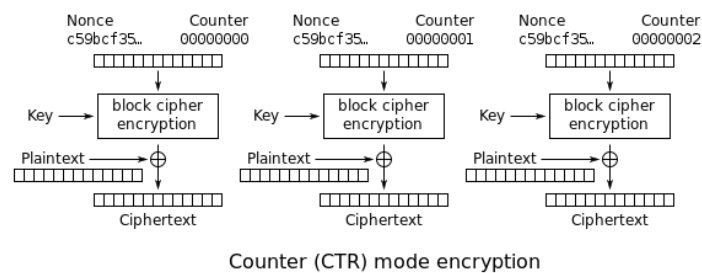 Nonce Counter Nonce Counter Nonce Counter
c59bcf35… 00000000 c59bcf35… 00000001 c59bcf35… 00000002
block cipher block cipher block cipher
Key Key Key
encryption encryption encryption
Plaintext Plaintext Plaintext
Ciphertext Ciphertext Ciphertext
Counter (CTR) mode encryption